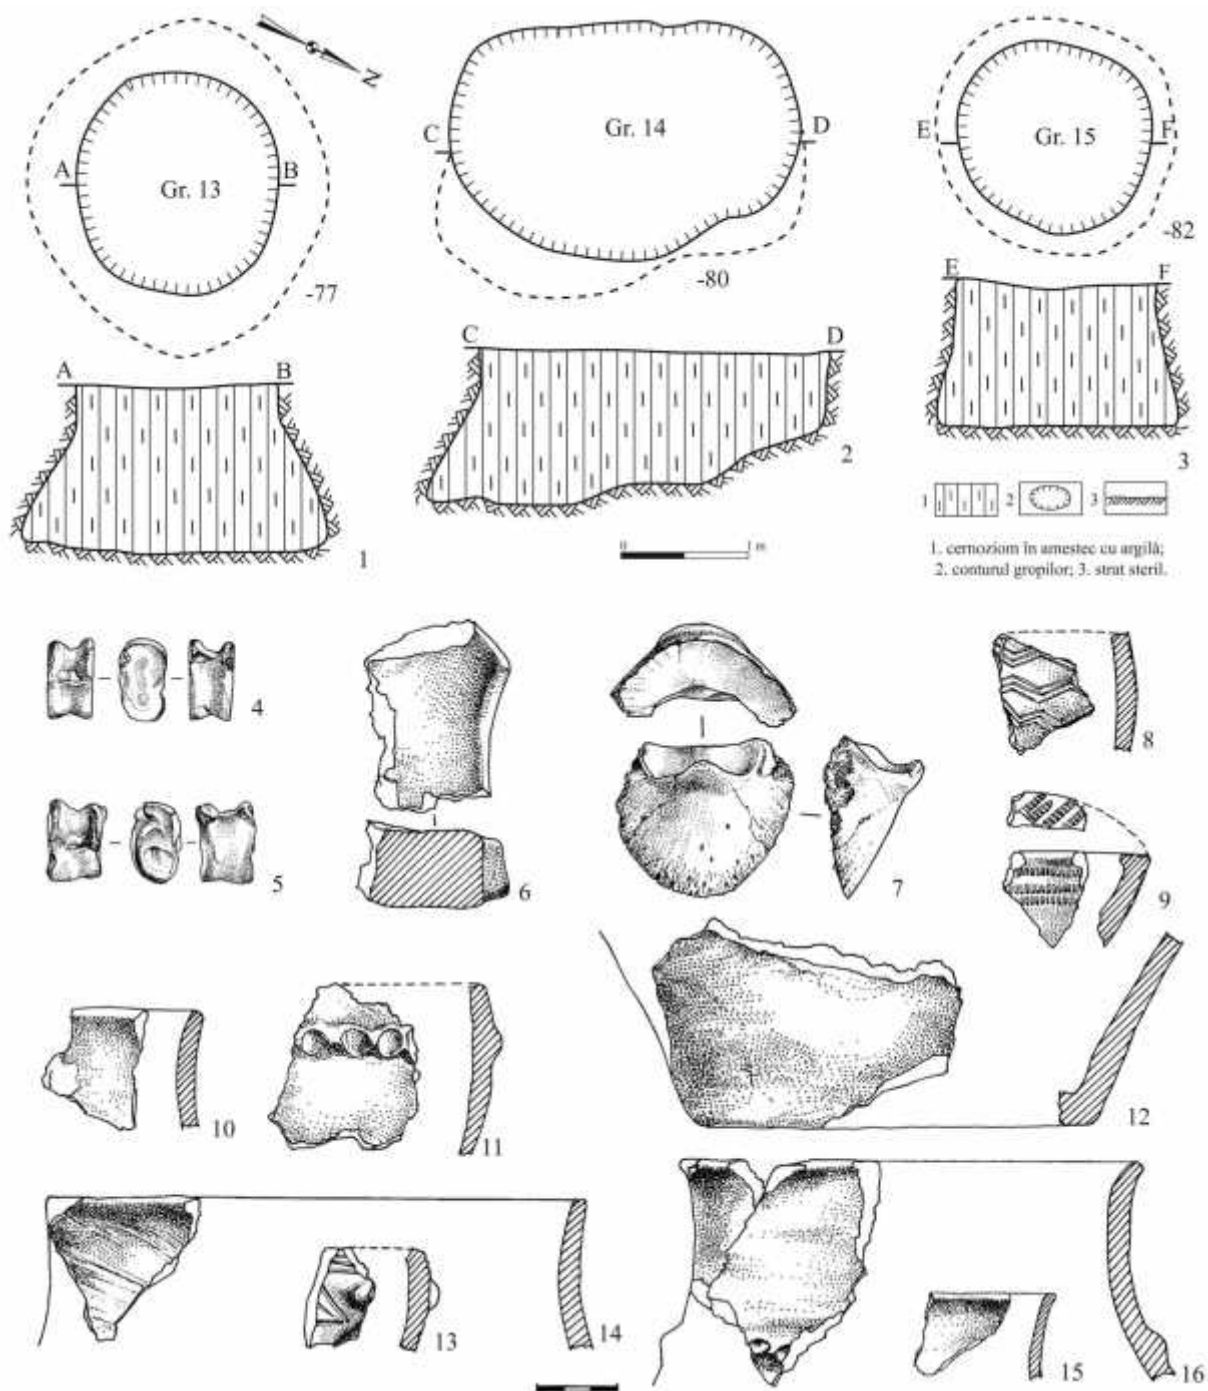 N
A
Gr. 13
B
-77
C
Gr. 14
D
-80
E
Gr. 15
F
-82
A
B
1
C
D
2
E
F
3
0 1 m
1 2 3
1. cernoziom în amestec cu argilă;
2. conturul gropilor; 3. strat steril.
4
5
6
7
8
9
10
11
12
13
14
15
16